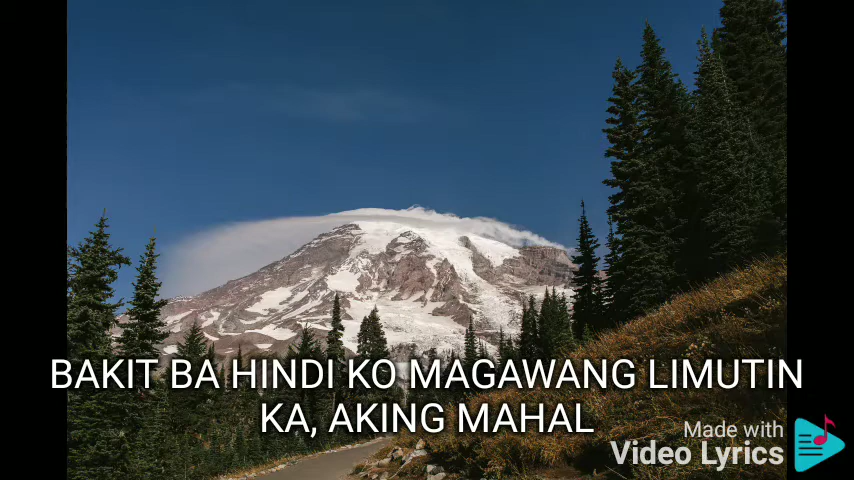 BAKIT BA HINDI KO MAGAWANG LIMUTIN
KA, AKING MAHAL
Made with
Video Lyrics